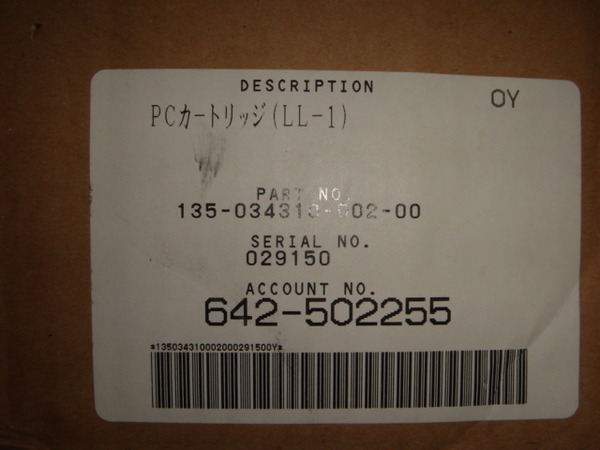 DESCRIPTION
OY
PCカートリッジ(LL-1)
PART NO.
135-034310-002-00
SERIAL NO.
029150
ACCOUNT NO.
642-502255
*13503431000200029150OY*